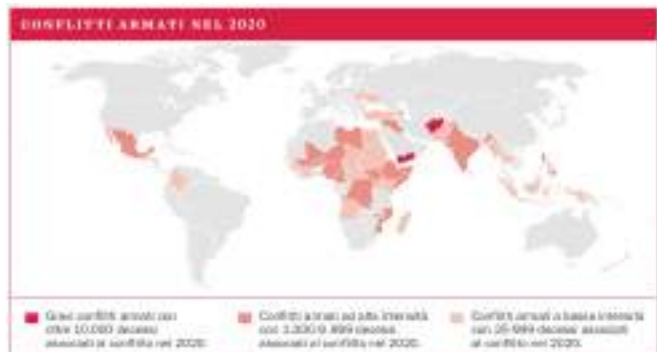 CONFLITTI ARMATI NEL 2020
Gravi conflitti armati con
oltre 10.000 decessi
associati al conflitto nel 2020.
Conflitti armati ad alta intensità
con 1.000-9.999 decessi
associati al conflitto nel 2020.
Conflitti armati a bassa intensità
con 25-999 decessi associati
al conflitto nel 2020.